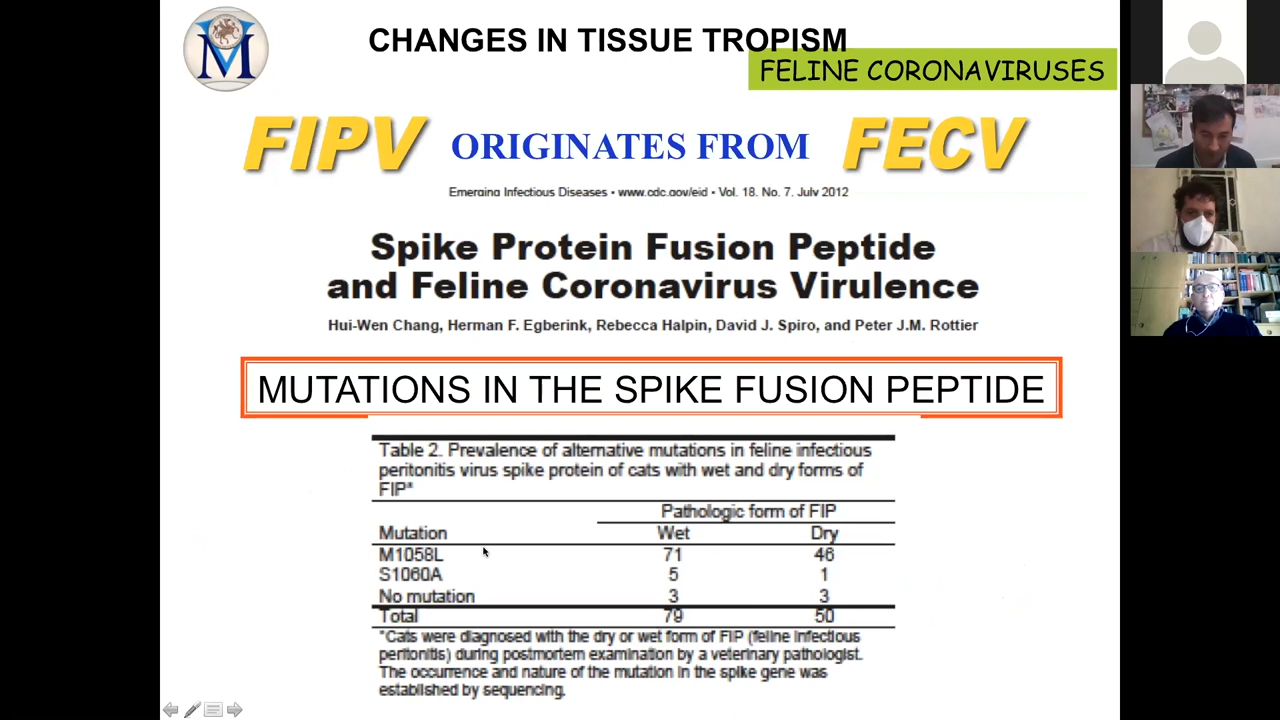 CHANGES IN TISSUE TROPISM
FELINE CORONAVIRUSES
FIPV ORIGINATES FROM FECV
Emerging Infectious Diseases • www.cdc.gov/eid • Vol. 18, No. 7, July 2012
Spike Protein Fusion Peptide
and Feline Coronavirus Virulence
Hui-Wen Chang, Herman F. Egberink, Rebecca Halpin, David J. Spiro, and Peter J.M. Rottier
MUTATIONS IN THE SPIKE FUSION PEPTIDE
Table 2. Prevalence of alternative mutations in feline infectious
peritonitis virus spike protein of cats with wet and dry forms of
FIP*
Pathologic form of FIP
Mutation Wet Dry
M1058L 71 46
S1060A 5 1
No mutation 3 3
Total 79 50
*Cats were diagnosed with the dry or wet form of FIP (feline infectious
peritonitis) during postmortem examination by a veterinary pathologist.
The occurrence and nature of the mutation in the spike gene was
established by sequencing.